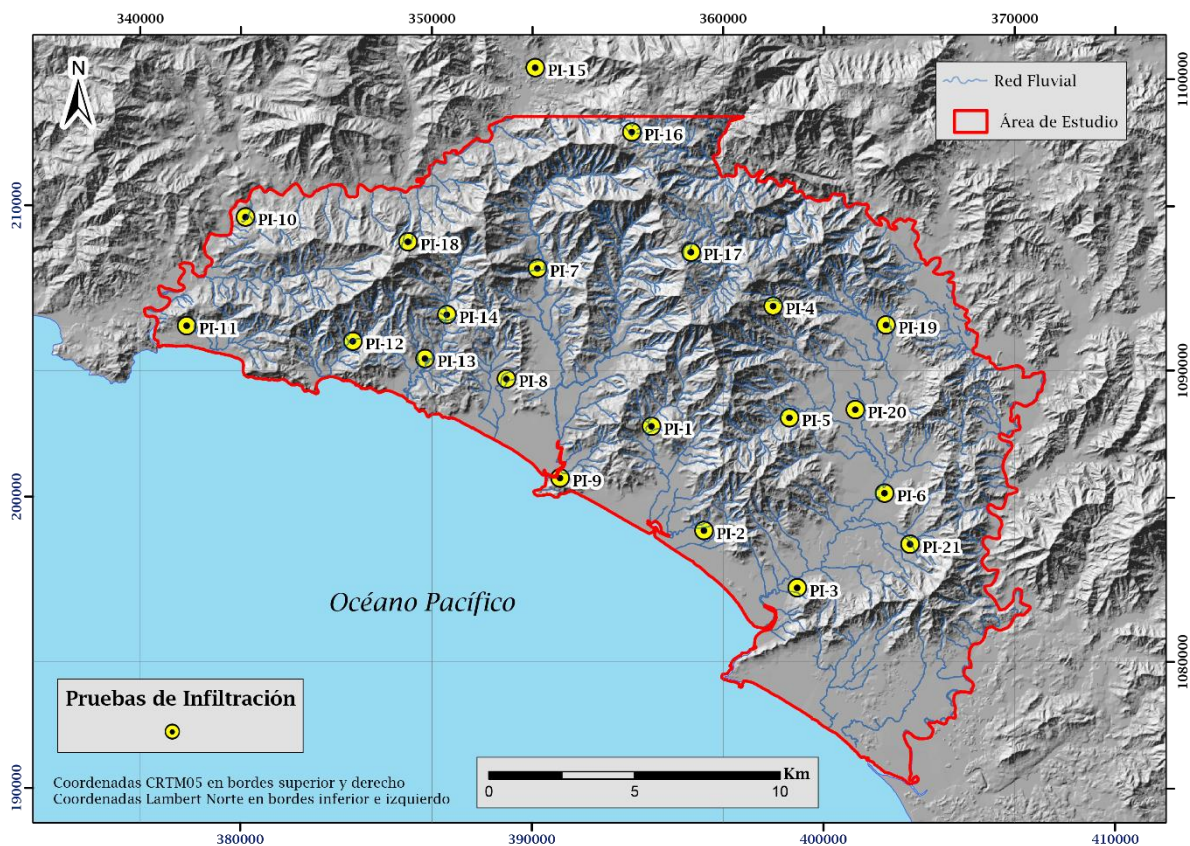 340000
350000
360000
370000
N
PI-15
Red Fluvial
Área de Estudio
1100000
PI-16
210000
PI-10
PI-18
PI-17
PI-7
PI-4
PI-14
PI-11
PI-19
PI-12
PI-13
1090000
PI-8
PI-20
PI-5
PI-1
PI-9
PI-6
200000
PI-2
PI-21
PI-3
Océano Pacífico
1080000
Pruebas de Infiltración
Km
0
5
10
Coordenadas CRTM05 en bordes superior y derecho
Coordenadas Lambert Norte en bordes inferior e izquierdo
190000
380000
390000
400000
410000